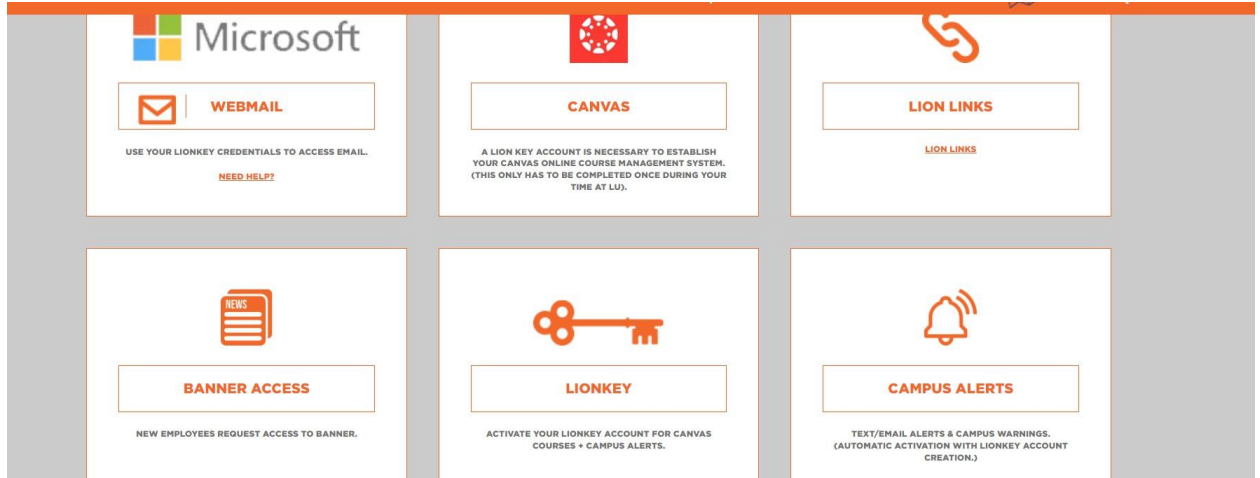 Microsoft
WEBMAIL
USE YOUR LIONKEY CREDENTIALS TO ACCESS EMAIL.
NEED HELP?
CANVAS
A LION KEY ACCOUNT IS NECESSARY TO ESTABLISH
YOUR CANVAS ONLINE COURSE MANAGEMENT SYSTEM.
(THIS ONLY HAS TO BE COMPLETED ONCE DURING YOUR
TIME AT LU).
LION LINKS
LION LINKS
NEWS
BANNER ACCESS
NEW EMPLOYEES REQUEST ACCESS TO BANNER.
LIONKEY
ACTIVATE YOUR LIONKEY ACCOUNT FOR CANVAS
COURSES + CAMPUS ALERTS.
CAMPUS ALERTS
TEXT/EMAIL ALERTS & CAMPUS WARNINGS.
(AUTOMATIC ACTIVATION WITH LIONKEY ACCOUNT
CREATION.)